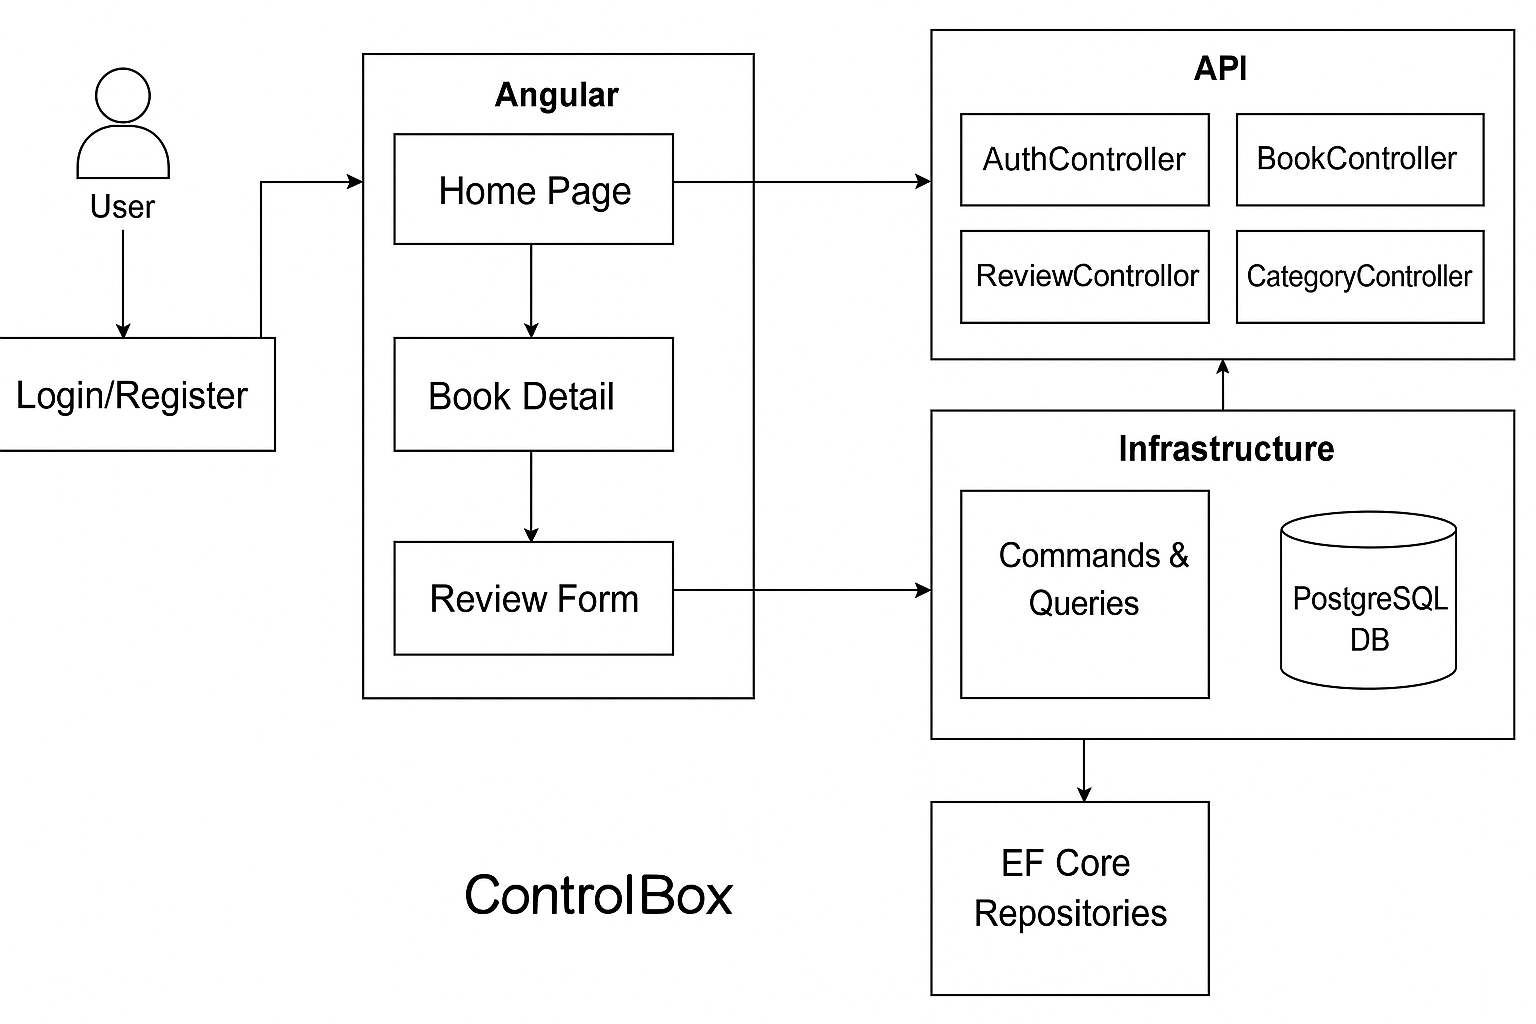 User
Login/Register
Angular
Home Page
Book Detail
Review Form
API
AuthController
BookController
ReviewControllor
CategoryController
Infrastructure
Commands &
Queries
PostgreSQL
DB
EF Core
Repositories
ControlBox